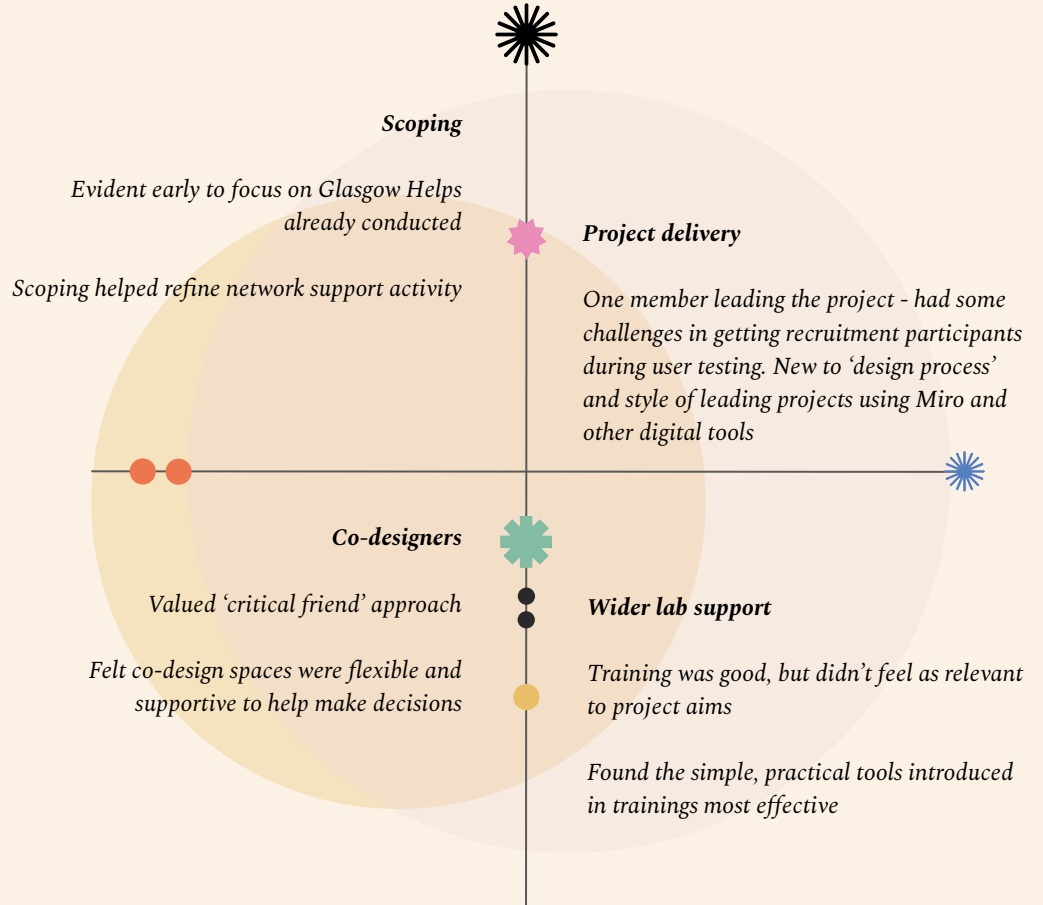 Scoping
Evident early to focus on Glasgow Helps
already conducted
Scoping helped refine network support activity
Project delivery
One member leading the project - had some
challenges in getting recruitment participants
during user testing. New to ‘design process’
and style of leading projects using Miro and
other digital tools
Co-designers
Valued ‘critical friend’ approach
Felt co-design spaces were flexible and
supportive to help make decisions
Wider lab support
Training was good, but didn’t feel as relevant
to project aims
Found the simple, practical tools introduced
in trainings most effective